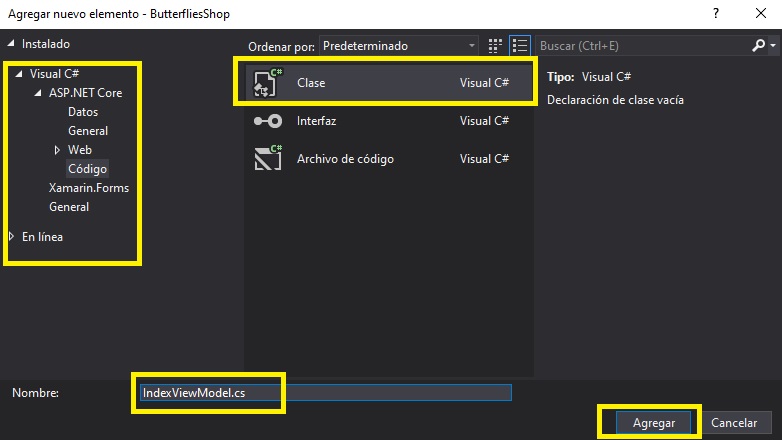 Agregar nuevo elemento - ButterfliesShop
Instalado
Ordenar por: Predeterminado
Buscar (Ctrl+E)
Visual C#
ASP.NET Core
Datos
General
Web
Código
Xamarin.Forms
General
En línea
C# Clase Visual C#
Interfaz Visual C#
C# Archivo de código Visual C#
Tipo: Visual C#
Declaración de clase vacía
Nombre: IndexViewModel.cs
Agregar Cancelar